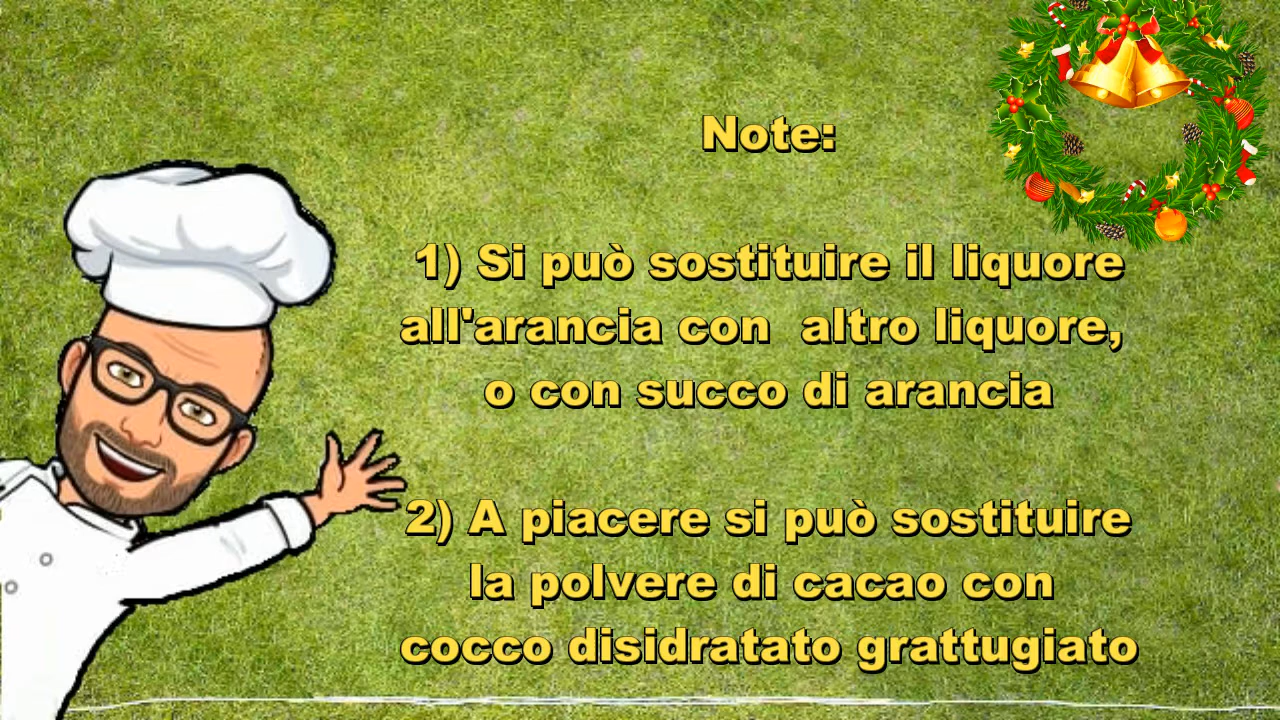 Note:
1) Si può sostituire il liquore
all'arancia con  altro liquore,
o con succo di arancia
2) A piacere si può sostituire
la polvere di cacao con
cocco disidratato grattugiato